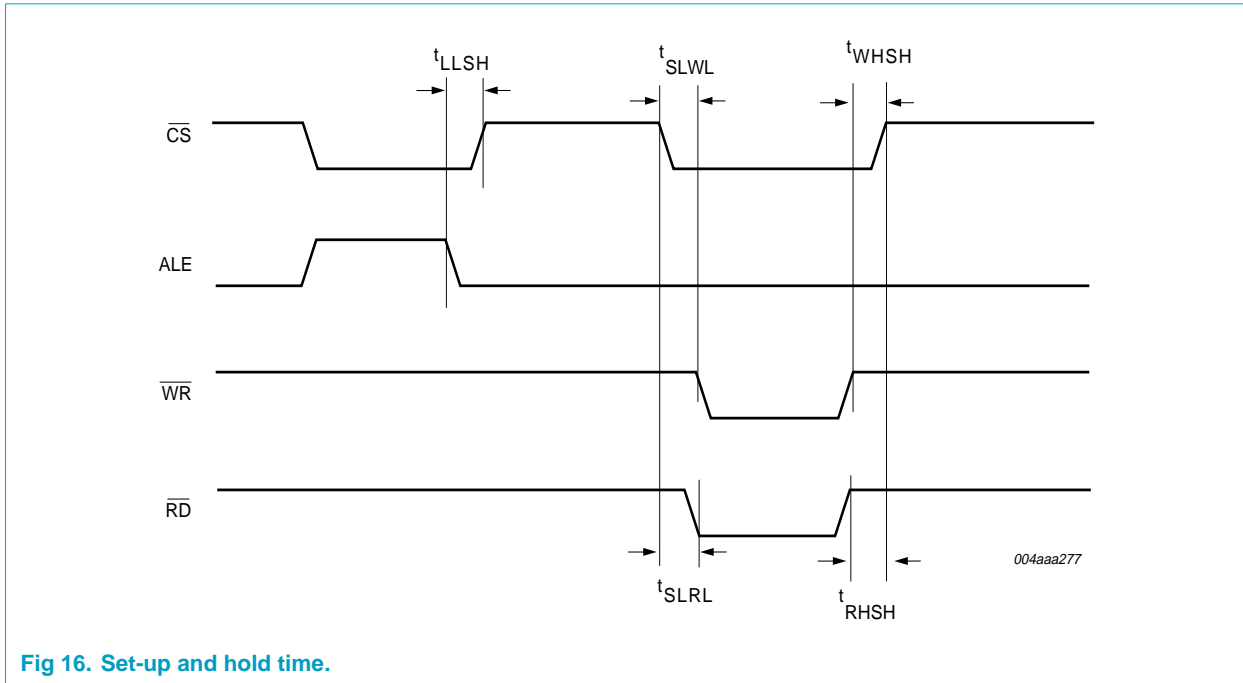 tLLSH
tSLWL
tWHSH
CS
ALE
WR
RD
004aaa277
tSLRL
tRHSH
Fig 16. Set-up and hold time.